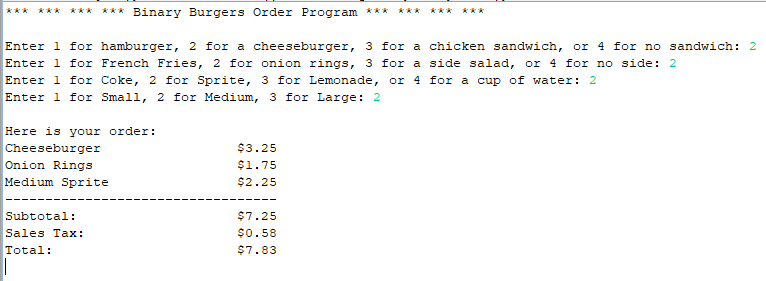 *** *** *** *** Binary Burgers Order Program *** *** *** ***
Enter 1 for hamburger, 2 for a cheeseburger, 3 for a chicken sandwich, or 4 for no sandwich: 2
Enter 1 for French Fries, 2 for onion rings, 3 for a side salad, or 4 for no side: 2
Enter 1 for Coke, 2 for Sprite, 3 for Lemonade, or 4 for a cup of water: 2
Enter 1 for Small, 2 for Medium, 3 for Large: 2
Here is your order:
Cheeseburger $3.25
Onion Rings $1.75
Medium Sprite $2.25
----------------------------------
Subtotal: $7.25
Sales Tax: $0.58
Total: $7.83